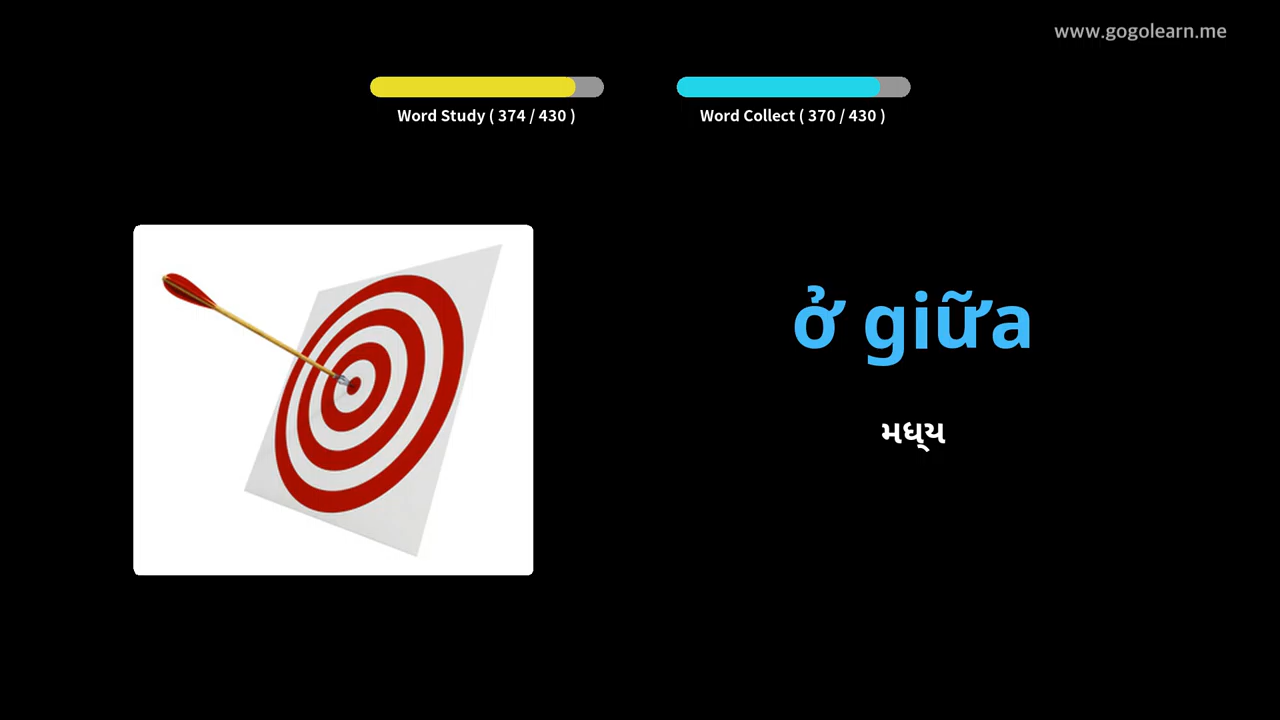 www.gogolearn.me
Word Study ( 374 / 430 )
Word Collect ( 370 / 430 )
ở giữa
મધ્ય